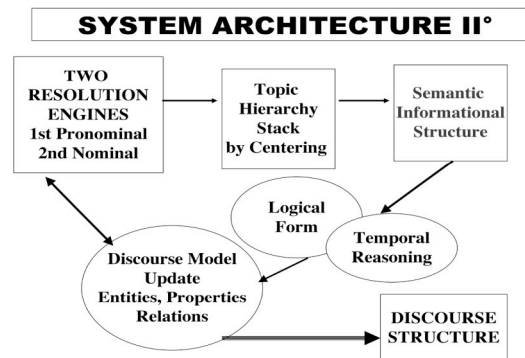 SYSTEM ARCHITECTURE II°
TWO
RESOLUTION
ENGINES
1st Pronominal
2nd Nominal
Topic
Hierarchy
Stack
by Centering
Semantic
Informational
Structure
Logical
Form
Temporal
Reasoning
Discourse Model
Update
Entities, Properties
Relations
DISCOURSE
STRUCTURE